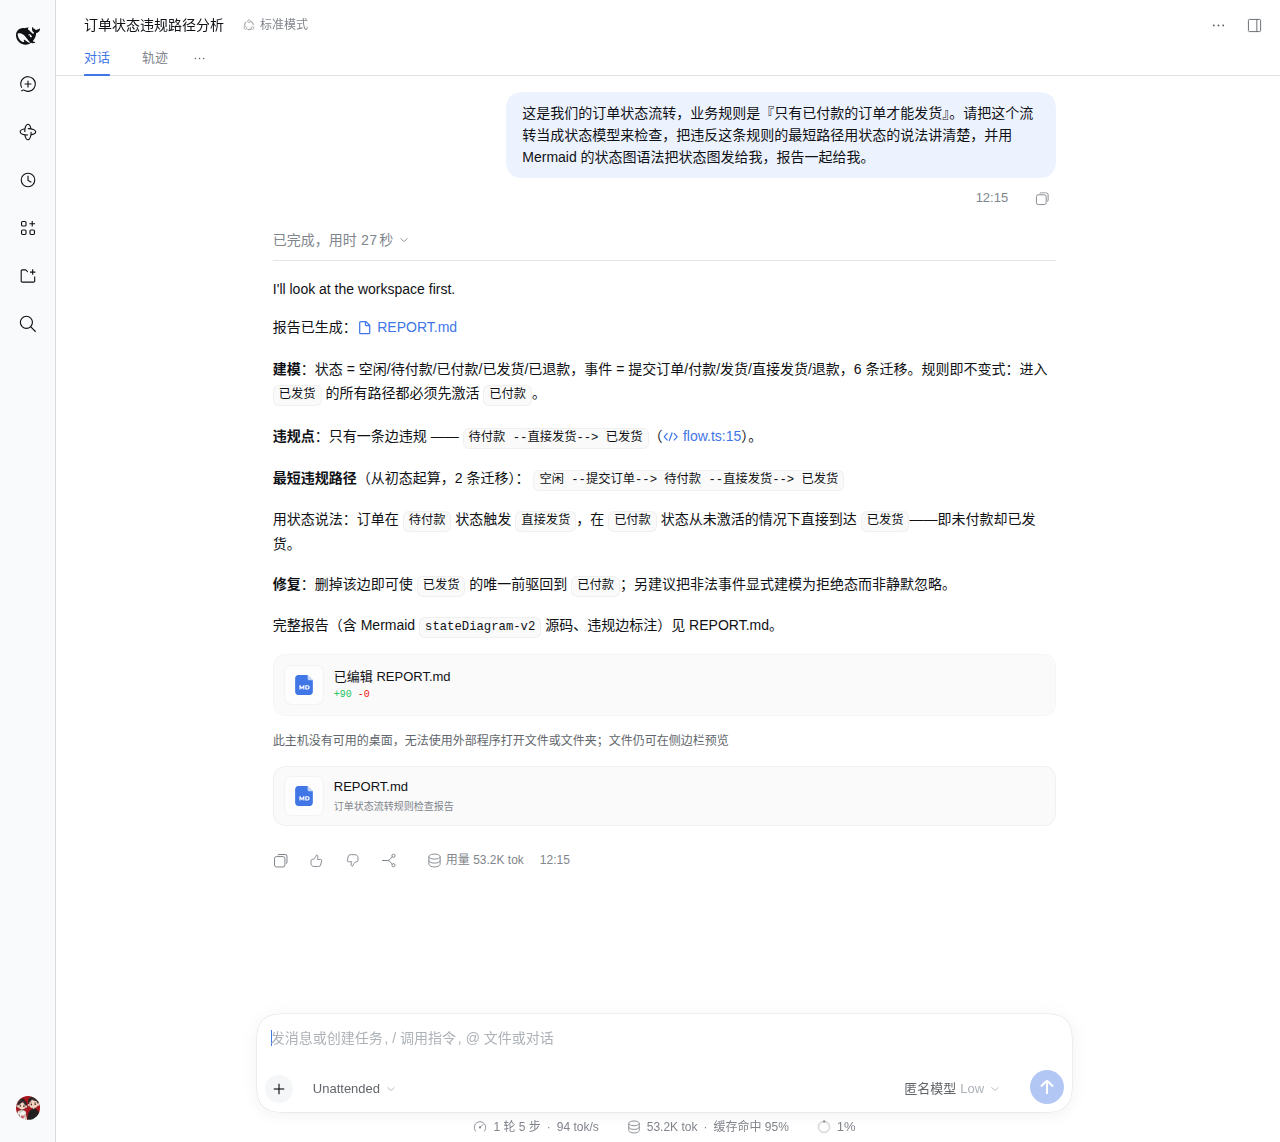 订单状态违规路径分析 标准模式
对话 轨迹 ···
这是我们的订单状态流转，业务规则是『只有已付款的订单才能发货』。请把这个流
转当成状态模型来检查，把违反这条规则的最短路径用状态的说法讲清楚，并用
Mermaid 的状态图语法把状态图发给我，报告一起给我。
12:15
已完成，用时 27 秒
I'll look at the workspace first.
报告已生成： REPORT.md
建模：状态 = 空闲/待付款/已付款/已发货/已退款，事件 = 提交订单/付款/发货/直接发货/退款，6 条迁移。规则即不变式：进入
已发货 的所有路径都必须先激活 已付款 。
违规点：只有一条边违规 —— 待付款 --直接发货--> 已发货 （</> flow.ts:15）。
最短违规路径（从初态起算，2 条迁移）： 空闲 --提交订单--> 待付款 --直接发货--> 已发货
用状态说法：订单在 待付款 状态触发 直接发货 ，在 已付款 状态从未激活的情况下直接到达 已发货 ——即未付款却已发
货。
修复：删掉该边即可使 已发货 的唯一前驱回到 已付款 ；另建议把非法事件显式建模为拒绝态而非静默忽略。
完整报告（含 Mermaid stateDiagram-v2 源码、违规边标注）见 REPORT.md。
MD 已编辑 REPORT.md
+90 -0
此主机没有可用的桌面，无法使用外部程序打开文件或文件夹；文件仍可在侧边栏预览
MD REPORT.md
订单状态流转规则检查报告
用量 53.2K tok 12:15
发消息或创建任务, / 调用指令, @ 文件或对话
Unattended 匿名模型 Low
1 轮 5 步 · 94 tok/s 53.2K tok · 缓存命中 95% 1%